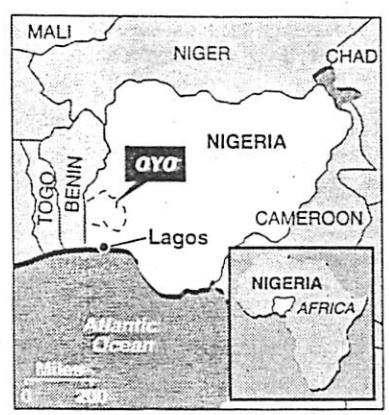 MALI
NIGER
CHAD
NIGERIA
OYO
TOGO
BENIN
CAMEROON
Lagos
NIGERIA
AFRICA
Atlantic
Ocean
Miles
0 200